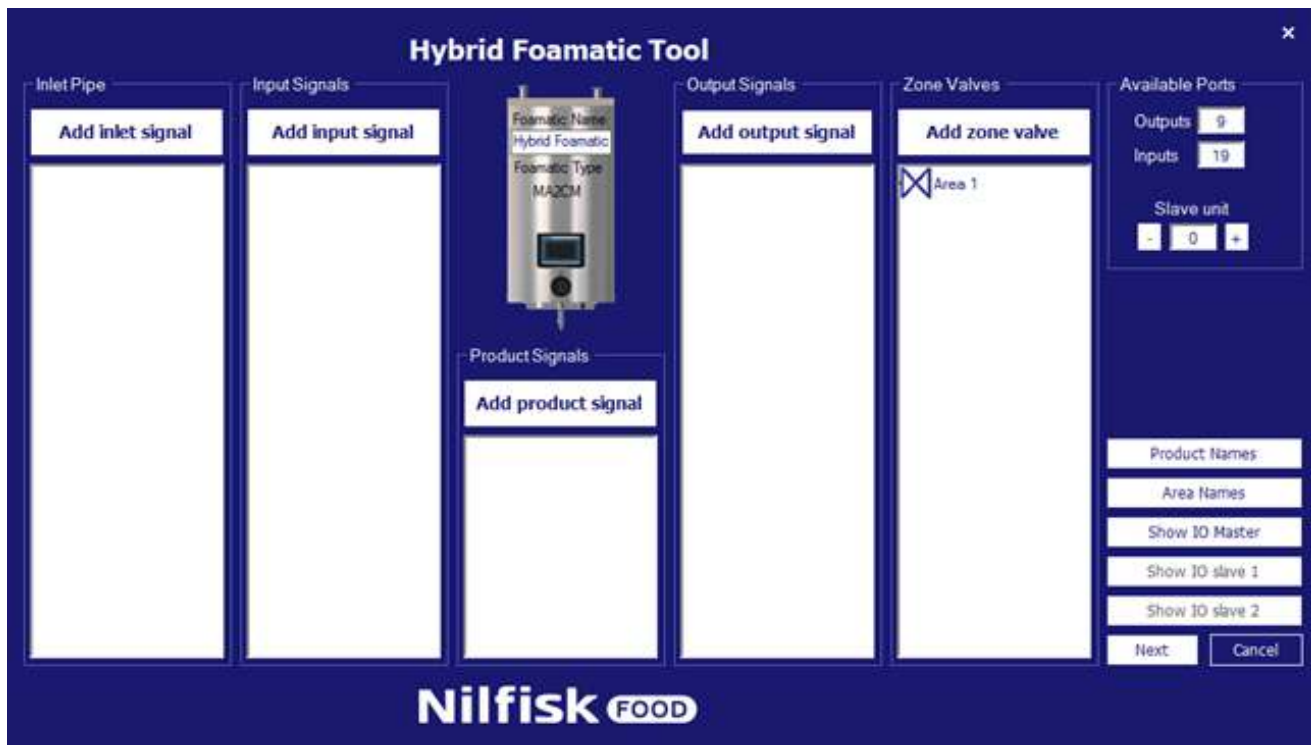 ×
Hybrid Foamatic Tool
Inlet Pipe
Add inlet signal
Input Signals
Add input signal
Foamatic Name
Hybrid Foamatic
Foamatic Type
MA2CM
Product Signals
Add product signal
Output Signals
Add output signal
Zone Valves
Add zone valve
Area 1
Available Ports
Outputs 9
Inputs 19
Slave unit
- 0 +
Product Names
Area Names
Show IO Master
Show IO slave 1
Show IO slave 2
Next Cancel
Nilfisk FOOD